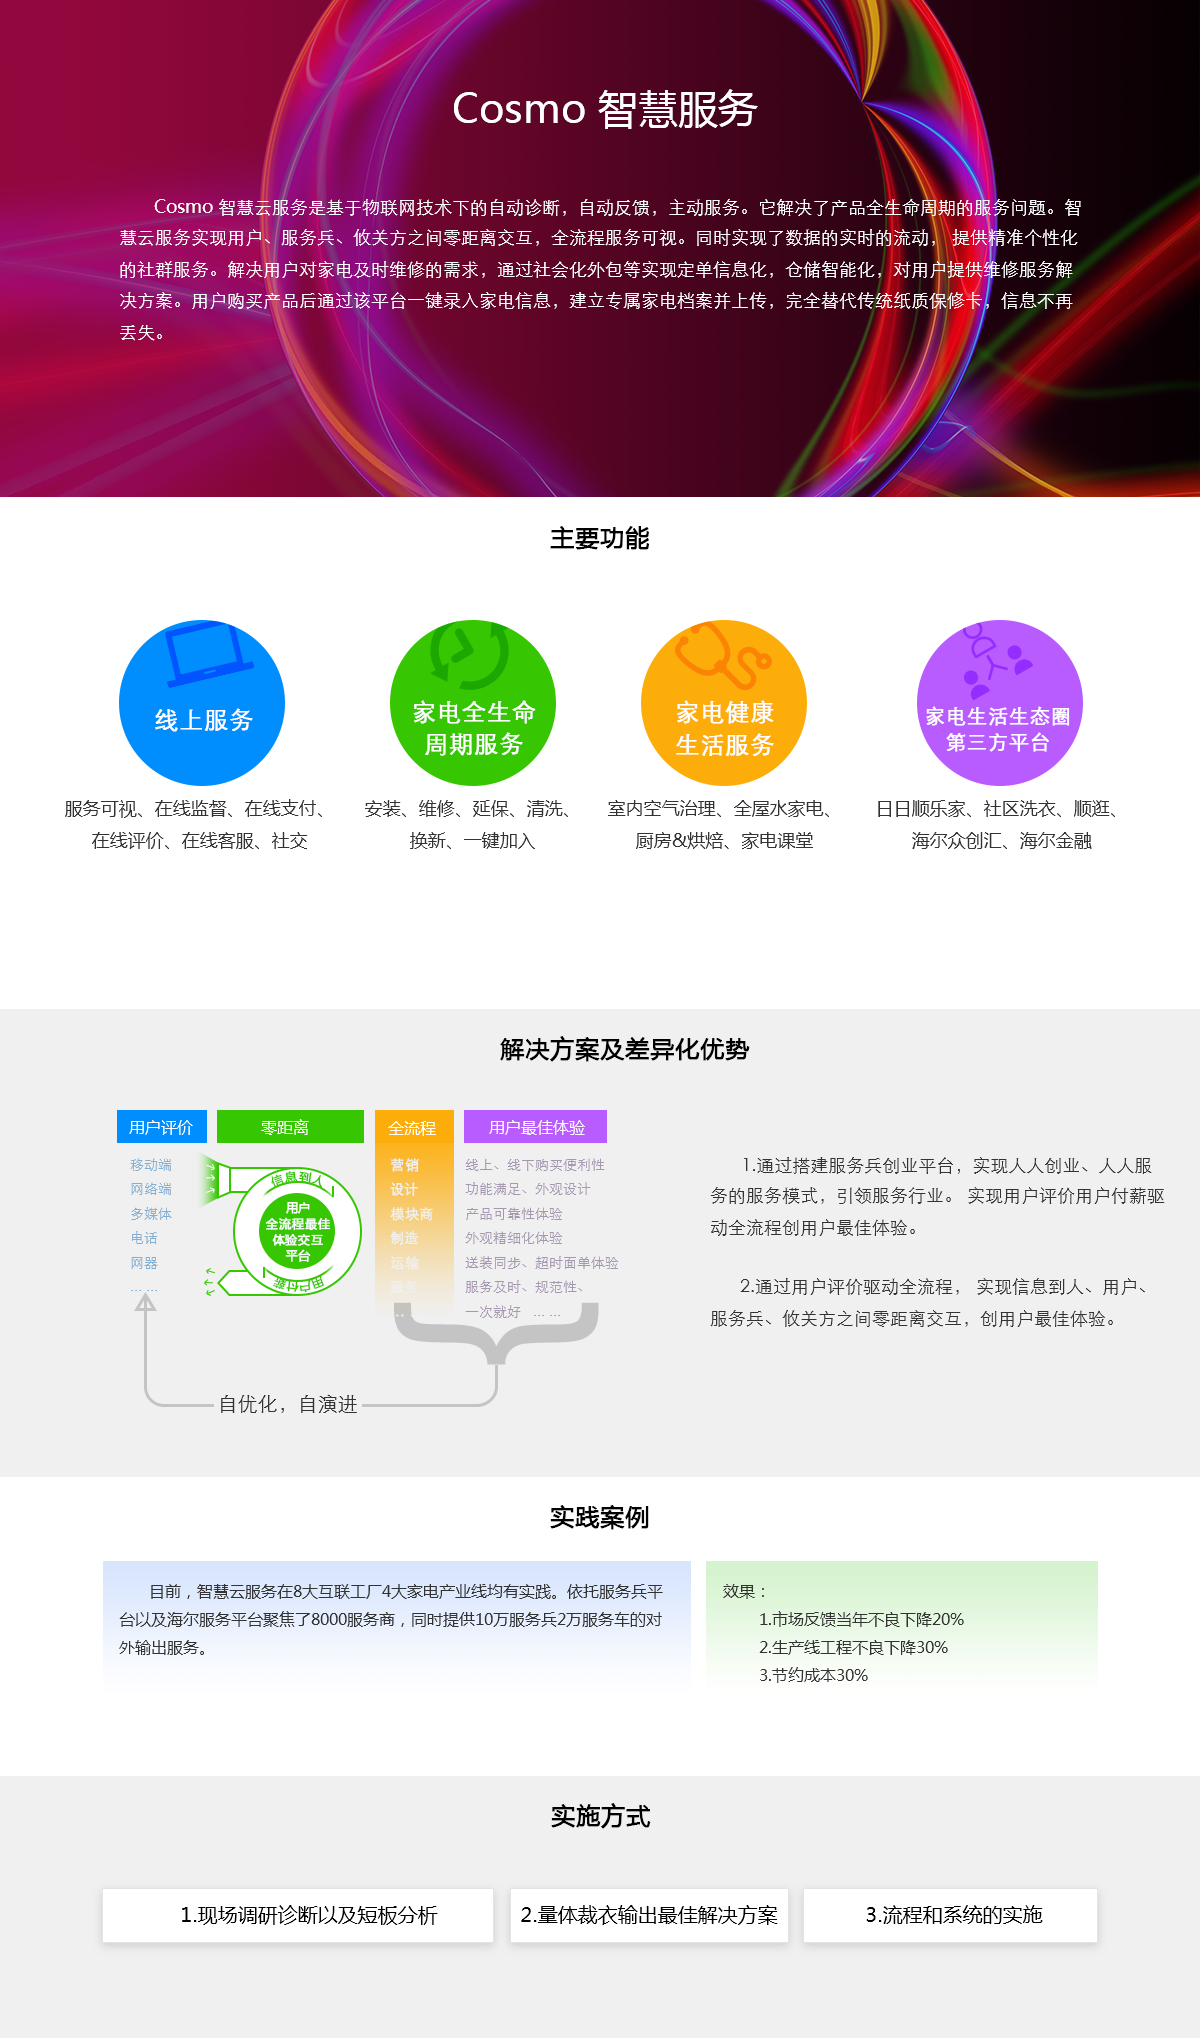 Cosmo 智慧服务
Cosmo 智慧云服务是基于物联网技术下的自动诊断，自动反馈，主动服务。它解决了产品全生命周期的服务问题。智
慧云服务实现用户、服务兵、攸关方之间零距离交互，全流程服务可视。同时实现了数据的实时的流动， 提供精准个性化
的社群服务。解决用户对家电及时维修的需求，通过社会化外包等实现定单信息化，仓储智能化，对用户提供维修服务解
决方案。用户购买产品后通过该平台一键录入家电信息，建立专属家电档案并上传，完全替代传统纸质保修卡，信息不再
丢失。
主要功能
线上服务
服务可视、在线监督、在线支付、
在线评价、在线客服、社交
家电全生命
周期服务
安装、维修、延保、清洗、
换新、一键加入
家电健康
生活服务
室内空气治理、全屋水家电、
厨房&烘焙、家电课堂
家电生活生态圈
第三方平台
日日顺乐家、社区洗衣、顺逛、
海尔众创汇、海尔金融
解决方案及差异化优势
用户评价
移动端
网络端
多媒体
电话
网器
... ...
零距离
信息到人
用户
全流程最佳
体验交互
平台
用户付薪
全流程
营销
设计
模块商
制造
运输
服务
..
用户最佳体验
线上、线下购买便利性
功能满足、外观设计
产品可靠性体验
外观精细化体验
送装同步、超时面单体验
服务及时、规范性、
一次就好 ... ...
自优化，自演进
1.通过搭建服务兵创业平台，实现人人创业、人人服
务的服务模式，引领服务行业。 实现用户评价用户付薪驱
动全流程创用户最佳体验。
2.通过用户评价驱动全流程， 实现信息到人、用户、
服务兵、攸关方之间零距离交互，创用户最佳体验。
实践案例
目前，智慧云服务在8大互联工厂4大家电产业线均有实践。依托服务兵平
台以及海尔服务平台聚焦了8000服务商，同时提供10万服务兵2万服务车的对
外输出服务。
效果：
1.市场反馈当年不良下降20%
2.生产线工程不良下降30%
3.节约成本30%
实施方式
1.现场调研诊断以及短板分析
2.量体裁衣输出最佳解决方案
3.流程和系统的实施